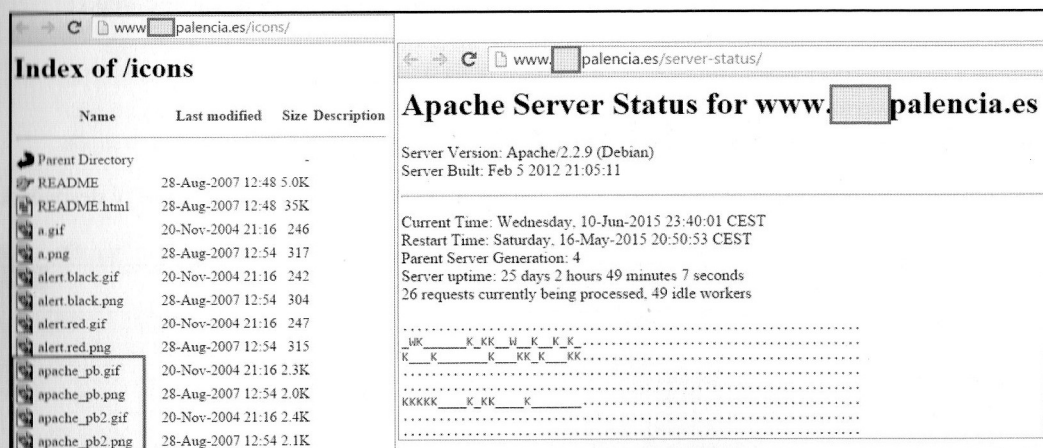 www palencia.es/icons/
Index of /icons
Name Last modified Size Description
Parent Directory -
README 28-Aug-2007 12:48 5.0K
README.html 28-Aug-2007 12:48 35K
a.gif 20-Nov-2004 21:16 246
a.png 28-Aug-2007 12:54 317
alert.black.gif 20-Nov-2004 21:16 242
alert.black.png 28-Aug-2007 12:54 304
alert.red.gif 20-Nov-2004 21:16 247
alert.red.png 28-Aug-2007 12:54 315
apache_pb.gif 20-Nov-2004 21:16 2.3K
apache_pb.png 28-Aug-2007 12:54 2.0K
apache_pb2.gif 20-Nov-2004 21:16 2.4K
apache_pb2.png 28-Aug-2007 12:54 2.1K
www. palencia.es/server-status/
Apache Server Status for www. palencia.es
Server Version: Apache/2.2.9 (Debian)
Server Built: Feb 5 2012 21:05:11
Current Time: Wednesday, 10-Jun-2015 23:40:01 CEST
Restart Time: Saturday, 16-May-2015 20:50:53 CEST
Parent Server Generation: 4
Server uptime: 25 days 2 hours 49 minutes 7 seconds
26 requests currently being processed, 49 idle workers
................................................................
_WK______K_KK__W__K__K_K_.......................................
K___K_______K___KK_K___KK.......................................
................................................................
................................................................
KKKKK____K_KK____K_______.......................................
................................................................
................................................................